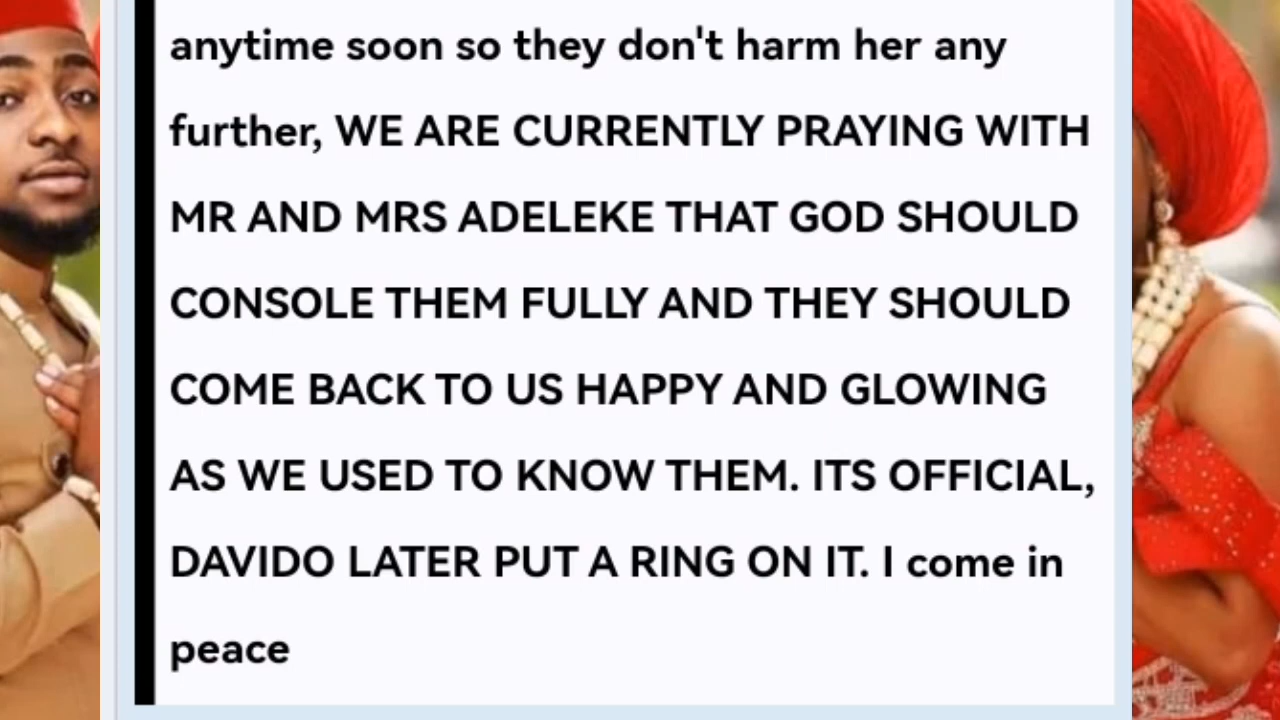 anytime soon so they don't harm her any
further, WE ARE CURRENTLY PRAYING WITH
MR AND MRS ADELEKE THAT GOD SHOULD
CONSOLE THEM FULLY AND THEY SHOULD
COME BACK TO US HAPPY AND GLOWING
AS WE USED TO KNOW THEM. ITS OFFICIAL,
DAVIDO LATER PUT A RING ON IT. I come in
peace